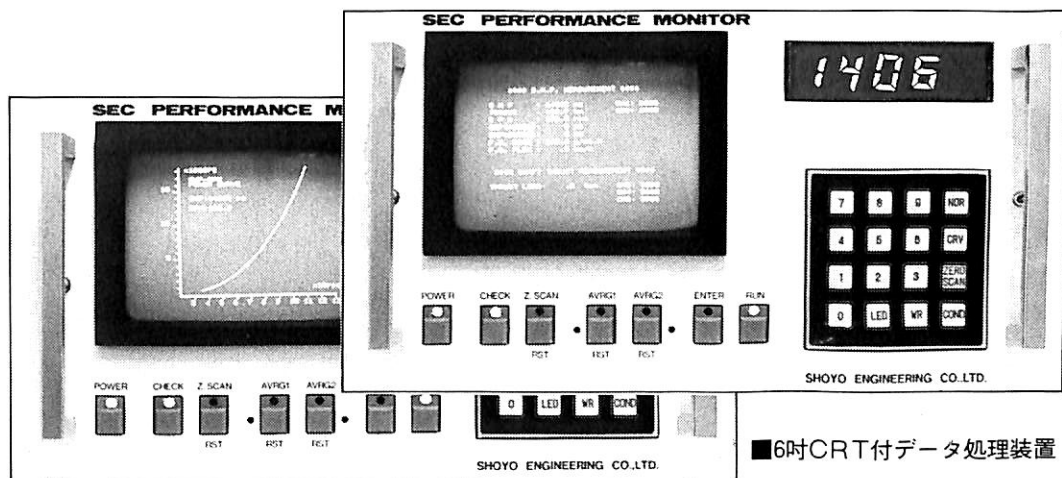 SEC PERFORMANCE MONITOR
1406
7 8 9 NOR
4 5 6 CRV
1 2 3 ZERO SCAN
0 LED WR COND
POWER CHECK Z. SCAN AVRG1 AVRG2 ENTER RUN
RST RST RST
SHOYO ENGINEERING CO.,LTD.
SEC PERFORMANCE M
POWER CHECK Z. SCAN AVRG1 AVRG2
RST RST RST
0 LED WR COND
SHOYO ENGINEERING CO.,LTD.
■6吋CRT付データ処理装置